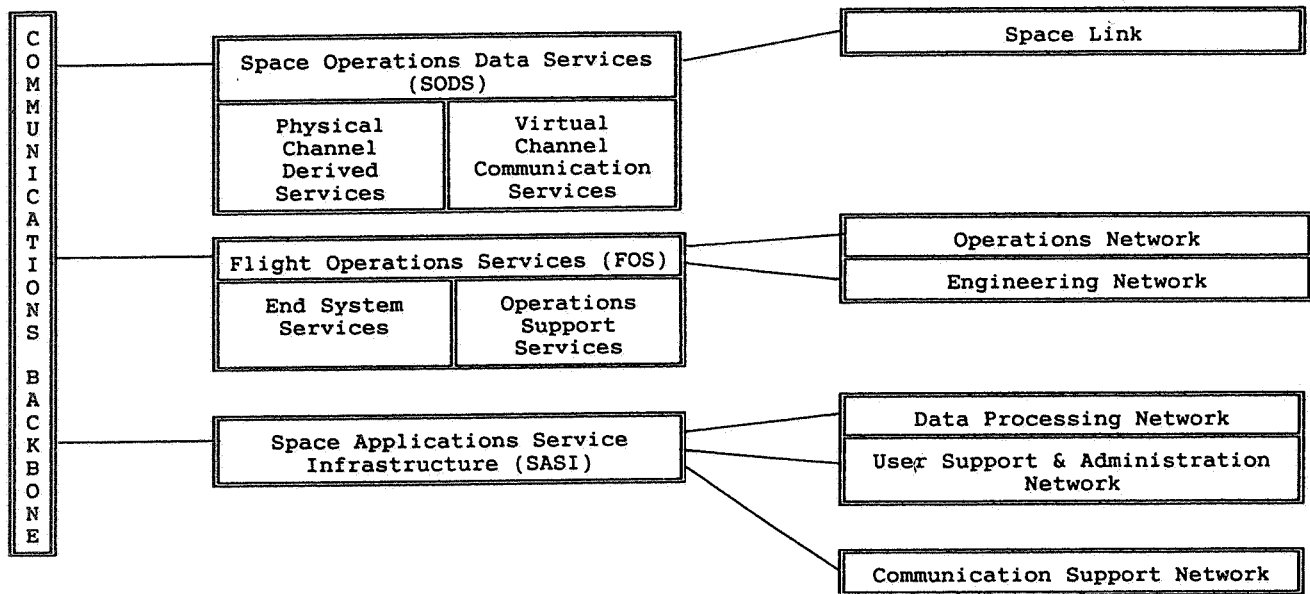 COMMUNICATIONS BACKBONE
Space Operations Data Services
(SODS)
Physical
Channel
Derived
Services
Virtual
Channel
Communication
Services
Space Link
Flight Operations Services (FOS)
End System
Services
Operations
Support
Services
Operations Network
Engineering Network
Space Applications Service
Infrastructure (SASI)
Data Processing Network
User Support & Administration
Network
Communication Support Network